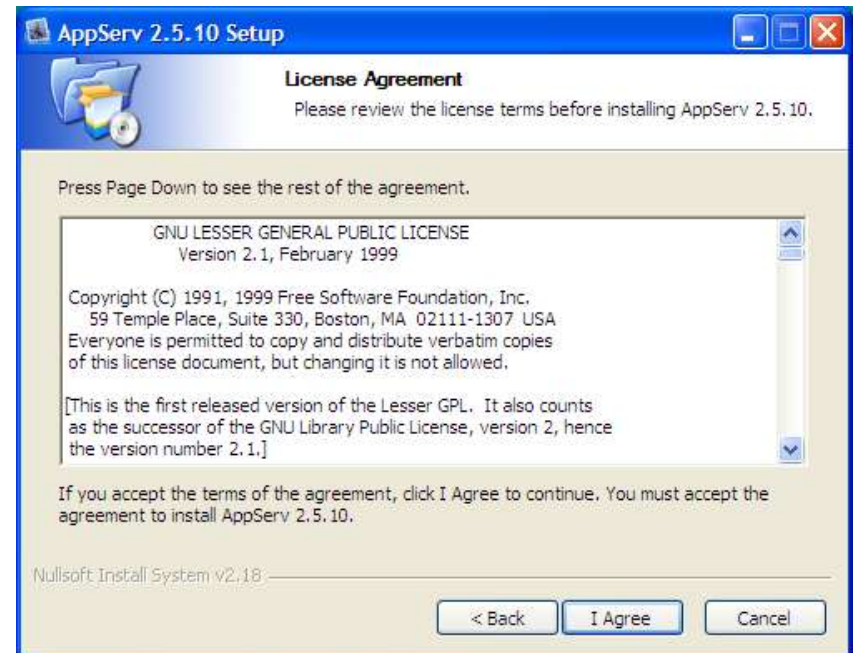 AppServ 2.5.10 Setup
License Agreement
Please review the license terms before installing AppServ 2.5.10.
Press Page Down to see the rest of the agreement.
GNU LESSER GENERAL PUBLIC LICENSE
Version 2.1, February 1999
Copyright (C) 1991, 1999 Free Software Foundation, Inc.
59 Temple Place, Suite 330, Boston, MA 02111-1307 USA
Everyone is permitted to copy and distribute verbatim copies
of this license document, but changing it is not allowed.
[This is the first released version of the Lesser GPL. It also counts
as the successor of the GNU Library Public License, version 2, hence
the version number 2.1.]
If you accept the terms of the agreement, click I Agree to continue. You must accept the
agreement to install AppServ 2.5.10.
Nullsoft Install System v2.18
< Back
I Agree
Cancel